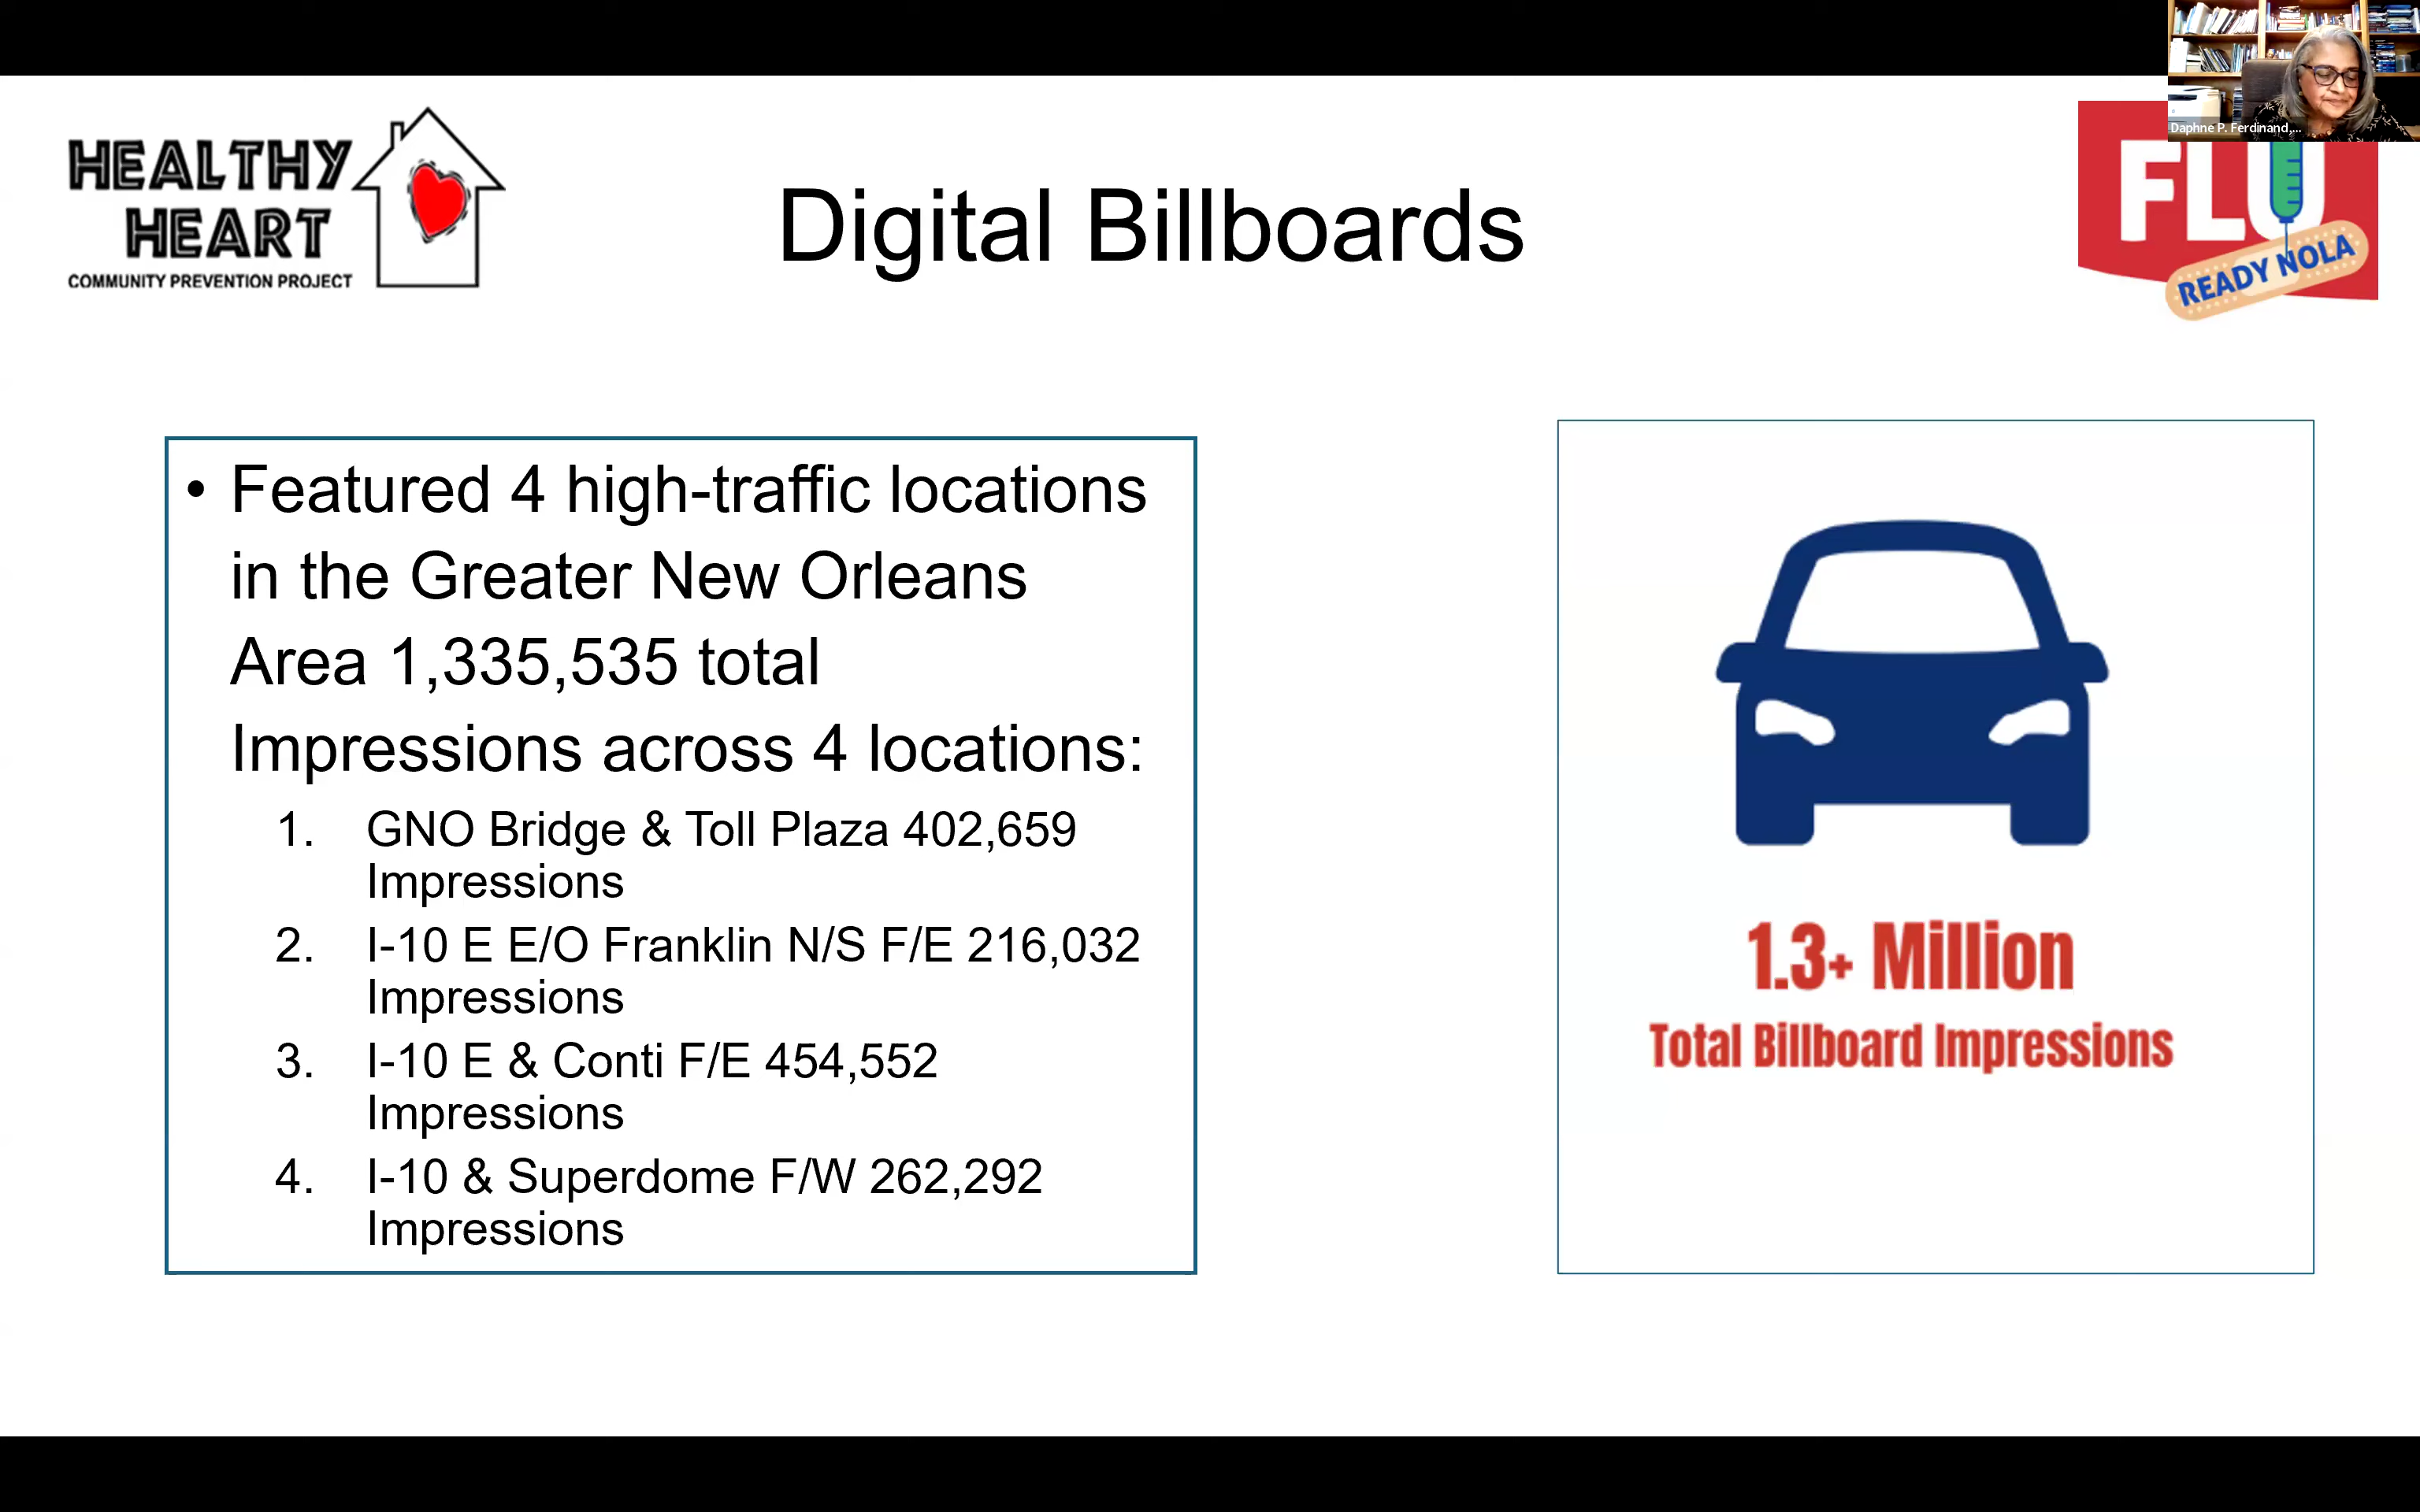 Daphne P. Ferdinand,...
HEALTHY
HEART
COMMUNITY PREVENTION PROJECT
Digital Billboards
FLU
READY NOLA
• Featured 4 high-traffic locations
in the Greater New Orleans
Area 1,335,535 total
Impressions across 4 locations:
1. GNO Bridge & Toll Plaza 402,659
Impressions
2. I-10 E E/O Franklin N/S F/E 216,032
Impressions
3. I-10 E & Conti F/E 454,552
Impressions
4. I-10 & Superdome F/W 262,292
Impressions
1.3+ Million
Total Billboard Impressions